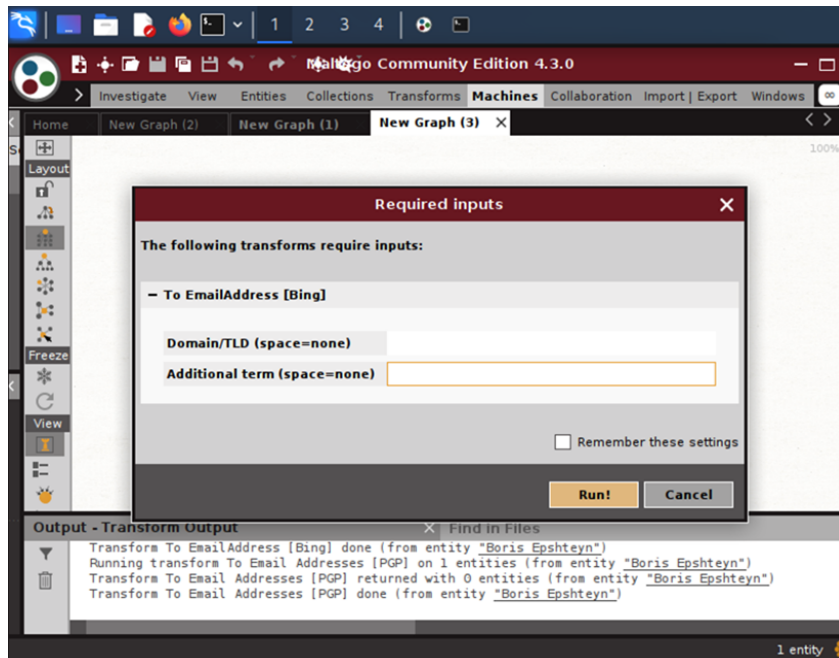 1 2 3 4
Maltego Community Edition 4.3.0
Investigate View Entities Collections Transforms Machines Collaboration Import | Export Windows
Home New Graph (2) New Graph (1) New Graph (3)
100%
Layout
Freeze
View
Required inputs
The following transforms require inputs:
To EmailAddress [Bing]
Domain/TLD (space=none)
Additional term (space=none)
Remember these settings
Run! Cancel
Output - Transform Output Find in Files
Transform To EmailAddress [Bing] done (from entity "Boris Epshteyn")
Running transform To Email Addresses [PGP] on 1 entities (from entity "Boris Epshteyn")
Transform To Email Addresses [PGP] returned with 0 entities (from entity "Boris Epshteyn")
Transform To Email Addresses [PGP] done (from entity "Boris Epshteyn")
1 entity